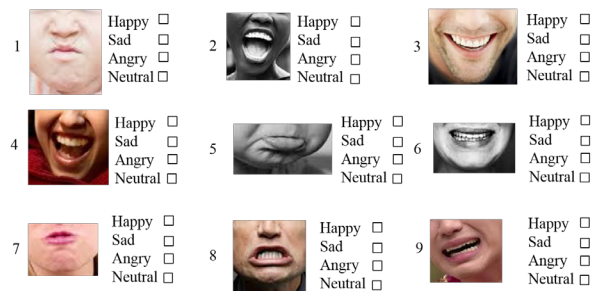 1
Happy ☐
Sad ☐
Angry ☐
Neutral ☐
2
Happy ☐
Sad ☐
Angry ☐
Neutral ☐
3
Happy ☐
Sad ☐
Angry ☐
Neutral ☐
4
Happy ☐
Sad ☐
Angry ☐
Neutral ☐
5
Happy ☐
Sad ☐
Angry ☐
Neutral ☐
6
Happy ☐
Sad ☐
Angry ☐
Neutral ☐
7
Happy ☐
Sad ☐
Angry ☐
Neutral ☐
8
Happy ☐
Sad ☐
Angry ☐
Neutral ☐
9
Happy ☐
Sad ☐
Angry ☐
Neutral ☐